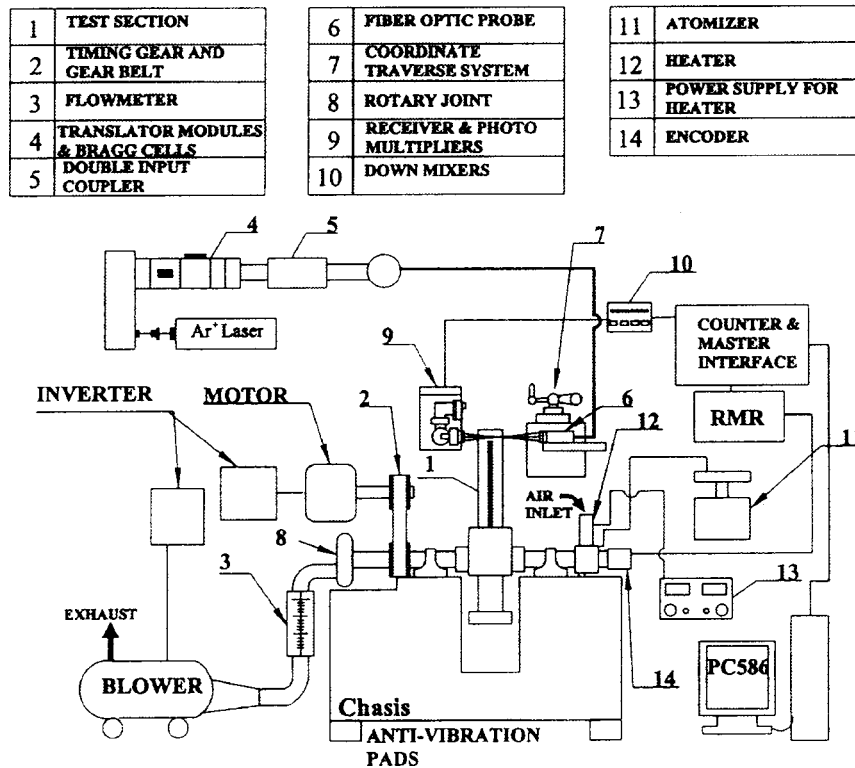 1 TEST SECTION
2 TIMING GEAR AND
GEAR BELT
3 FLOWMETER
4 TRANSLATOR MODULES
& BRAGG CELLS
5 DOUBLE INPUT
COUPLER
6 FIBER OPTIC PROBE
7 COORDINATE
TRAVERSE SYSTEM
8 ROTARY JOINT
9 RECEIVER & PHOTO
MULTIPLIERS
10 DOWN MIXERS
11 ATOMIZER
12 HEATER
13 POWER SUPPLY FOR
HEATER
14 ENCODER
4
5
7
10
Ar+ Laser
9
COUNTER &
MASTER
INTERFACE
INVERTER
MOTOR
2
6
12
RMR
1
AIR
INLET
11
8
3
13
EXHAUST
BLOWER
14
PC586
Chasis
ANTI-VIBRATION
PADS